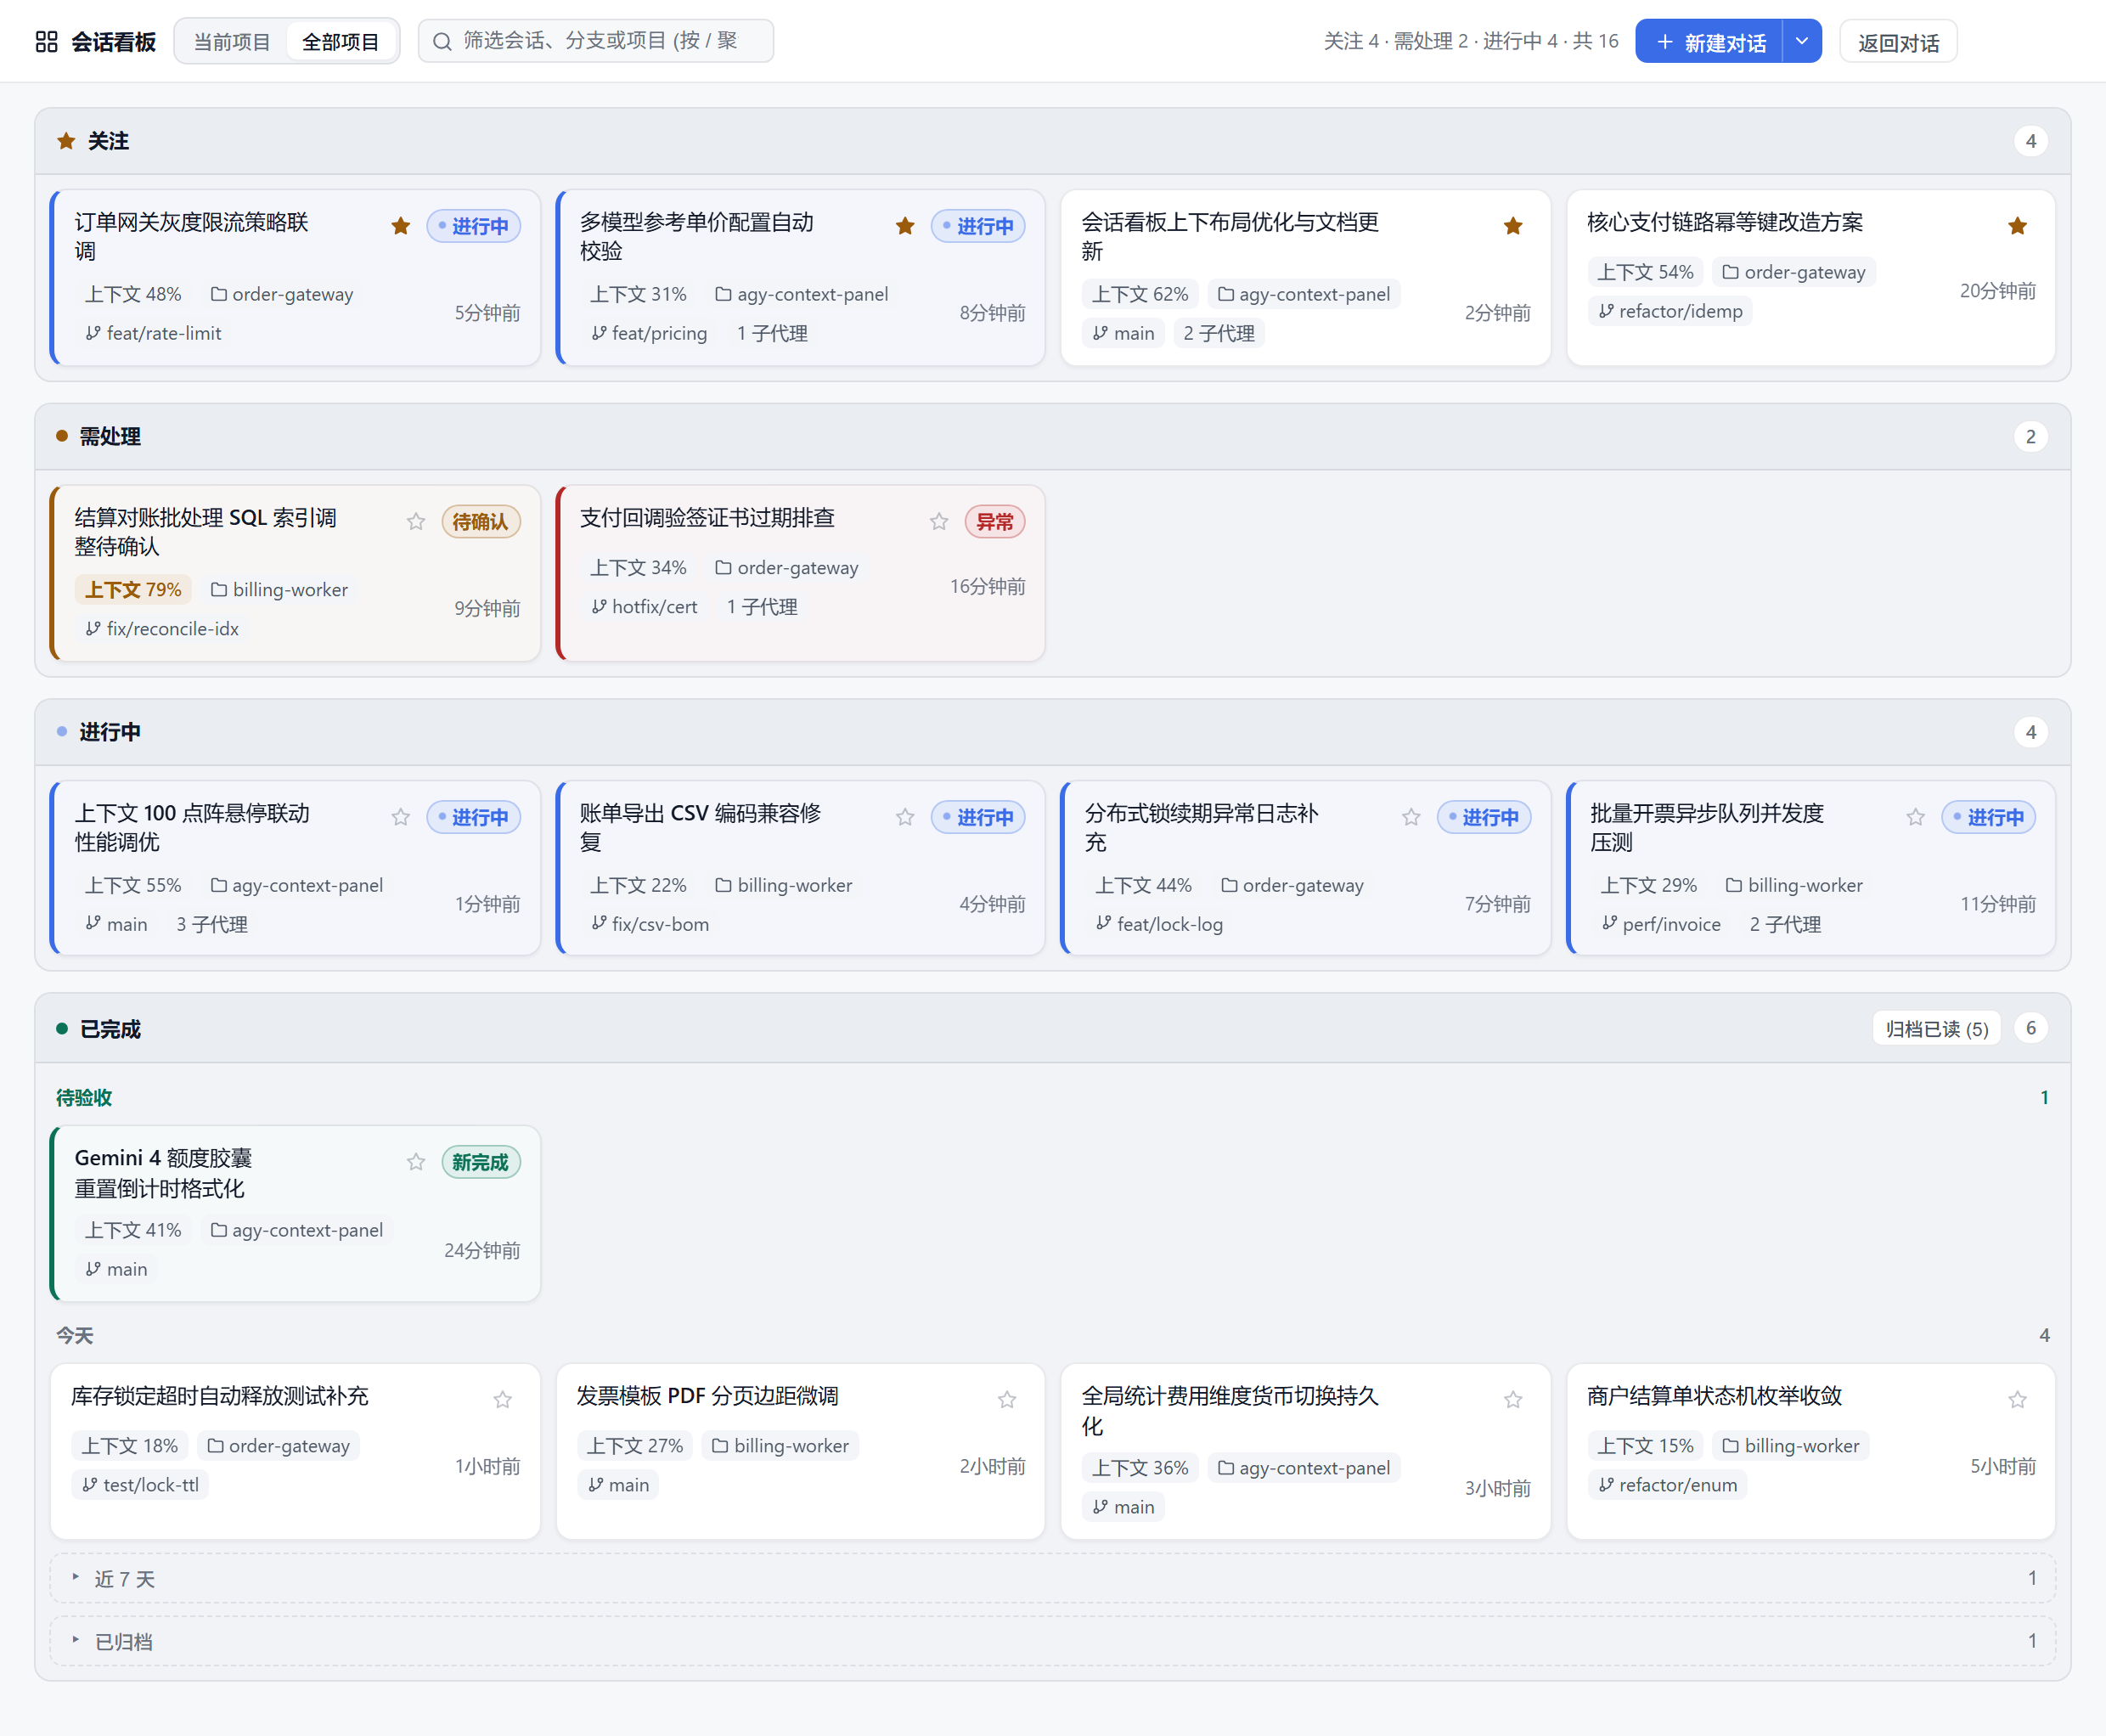 会话看板
当前项目
全部项目
筛选会话、分支或项目 (按 / 聚
关注 4 · 需处理 2 · 进行中 4 · 共 16
新建对话
返回对话
关注
4
订单网关灰度限流策略联
调
进行中
上下文 48%
order-gateway
feat/rate-limit
5分钟前
多模型参考单价配置自动
校验
进行中
上下文 31%
agy-context-panel
feat/pricing
1 子代理
8分钟前
会话看板上下布局优化与文档更
新
上下文 62%
agy-context-panel
main
2 子代理
2分钟前
核心支付链路幂等键改造方案
上下文 54%
order-gateway
refactor/idemp
20分钟前
需处理
2
结算对账批处理 SQL 索引调
整待确认
待确认
上下文 79%
billing-worker
fix/reconcile-idx
9分钟前
支付回调验签证书过期排查
异常
上下文 34%
order-gateway
hotfix/cert
1 子代理
16分钟前
进行中
4
上下文 100 点阵悬停联动
性能调优
进行中
上下文 55%
agy-context-panel
main
3 子代理
1分钟前
账单导出 CSV 编码兼容修
复
进行中
上下文 22%
billing-worker
fix/csv-bom
4分钟前
分布式锁续期异常日志补
充
进行中
上下文 44%
order-gateway
feat/lock-log
7分钟前
批量开票异步队列并发度
压测
进行中
上下文 29%
billing-worker
perf/invoice
2 子代理
11分钟前
已完成
归档已读 (5)
6
待验收
1
Gemini 4 额度胶囊
重置倒计时格式化
新完成
上下文 41%
agy-context-panel
main
24分钟前
今天
4
库存锁定超时自动释放测试补充
上下文 18%
order-gateway
test/lock-ttl
1小时前
发票模板 PDF 分页边距微调
上下文 27%
billing-worker
main
2小时前
全局统计费用维度货币切换持久
化
上下文 36%
agy-context-panel
main
3小时前
商户结算单状态机枚举收敛
上下文 15%
billing-worker
refactor/enum
5小时前
近 7 天
1
已归档
1